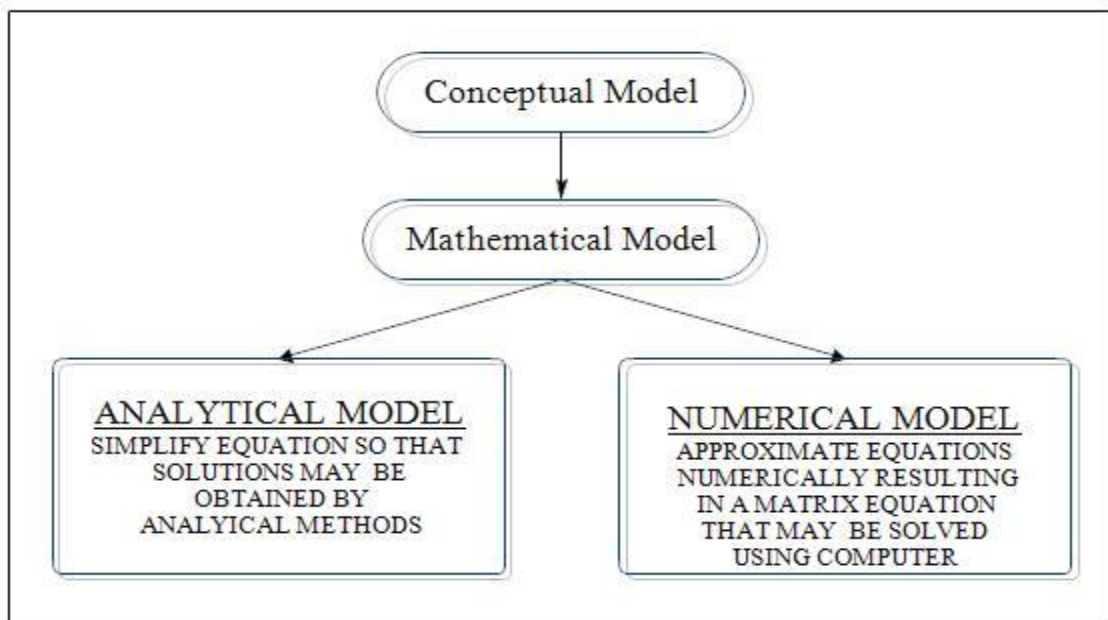 Conceptual Model
Mathematical Model
ANALYTICAL MODEL
SIMPLIFY EQUATION SO THAT
SOLUTIONS MAY BE
OBTAINED BY
ANALYICAL METHODS
NUMERICAL MODEL
APPROXIMATE EQUATIONS
NUMERICALLY RESULTING
IN A MATRIX EQUATION
THAT MAY BE SOLVED
USING COMPUTER